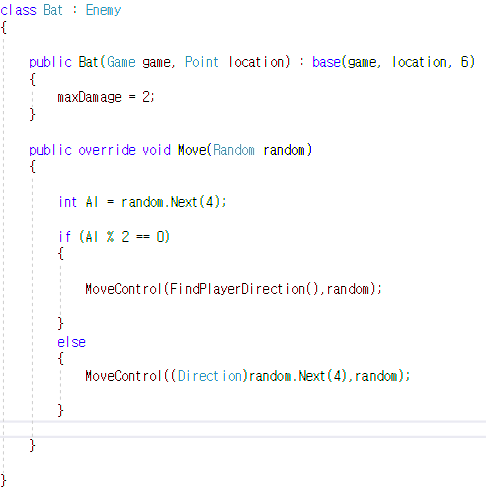 class Bat : Enemy
{
public Bat(Game game, Point location) : base(game, location, 6)
{
maxDamage = 2;
}
public override void Move(Random random)
{
int AI = random.Next(4);
if (AI % 2 == 0)
{
MoveControl(FindPlayerDirection(),random);
}
else
{
MoveControl((Direction)random.Next(4),random);
}
}
}